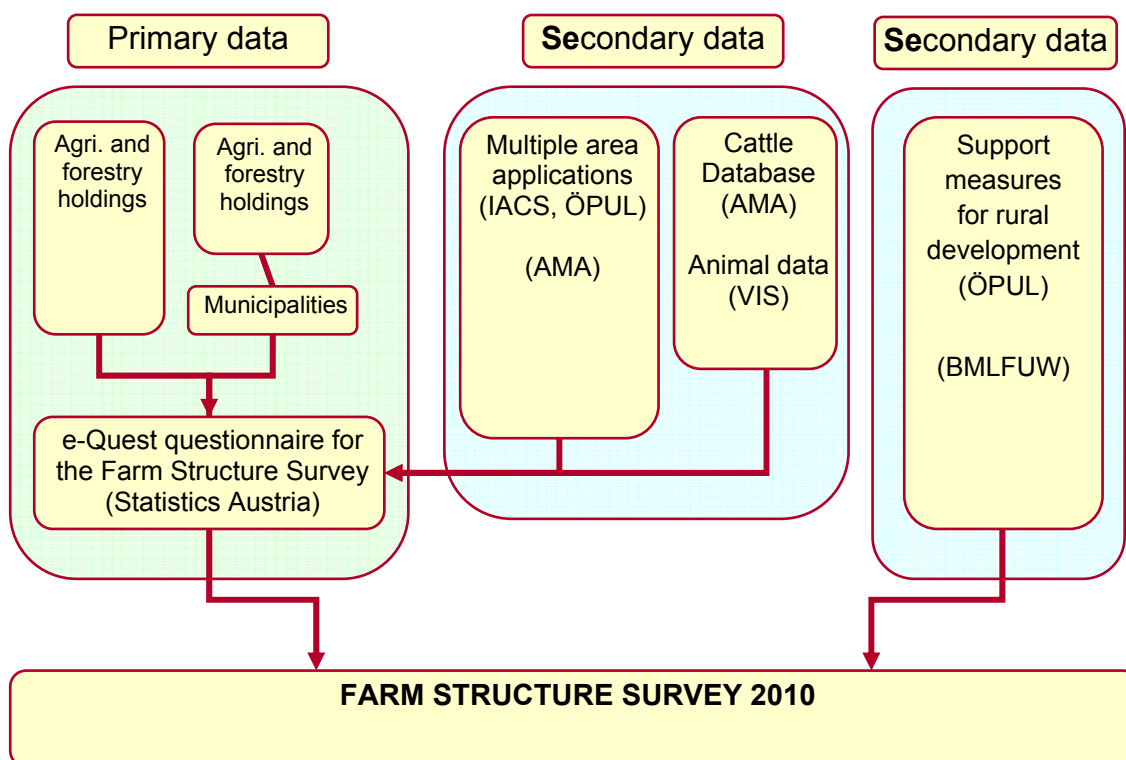 Primary data
Secondary data
Secondary data
Agri. and
forestry
holdings
Agri. and
forestry
holdings
Municipalities
e-Quest questionnaire for
the Farm Structure Survey
(Statistics Austria)
Multiple area
applications
(IACS, ÖPUL)
(AMA)
Cattle
Database
(AMA)
Animal data
(VIS)
Support
measures
for rural
development
(ÖPUL)
(BMLFUW)
FARM STRUCTURE SURVEY 2010